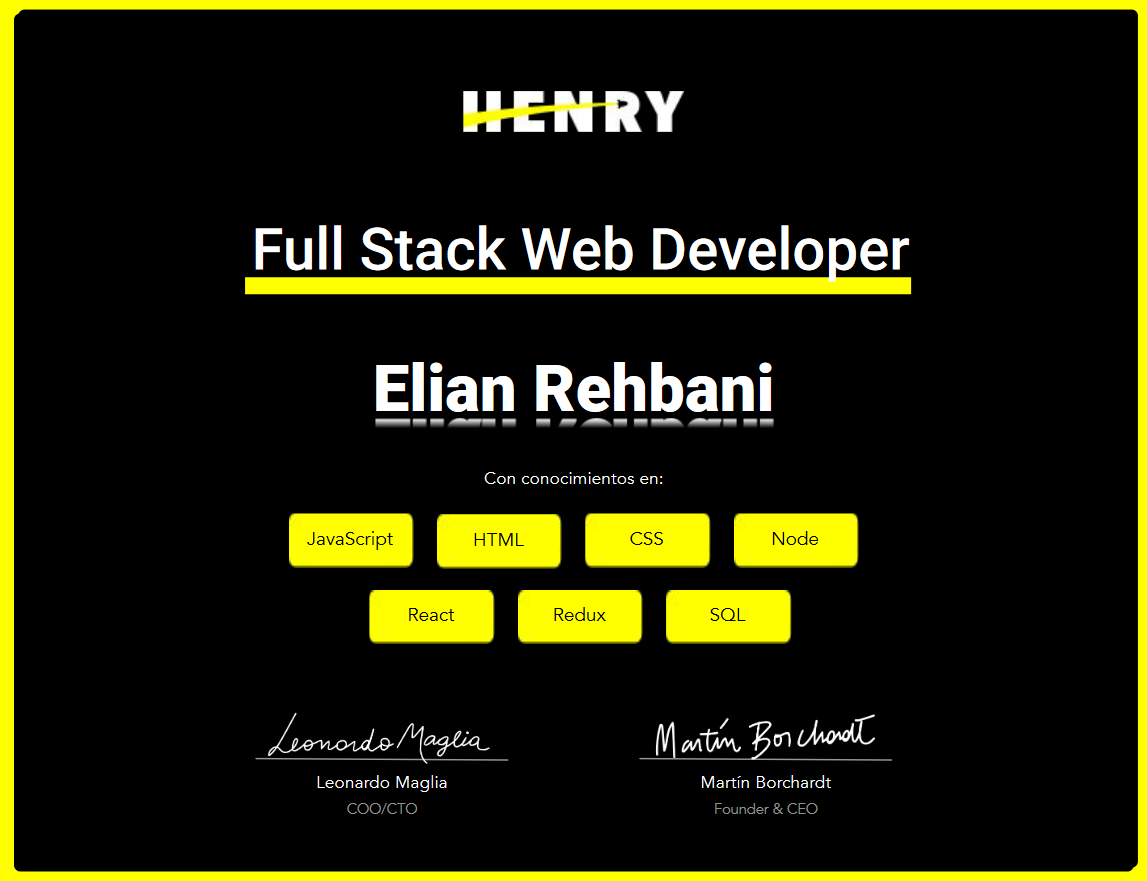 HENRY
Full Stack Web Developer
Elian Rehbani
Con conocimientos en:
JavaScript HTML CSS Node
React Redux SQL
Leonardo Maglia Martín Borchardt
Leonardo Maglia Martín Borchardt
COO/CTO Founder & CEO